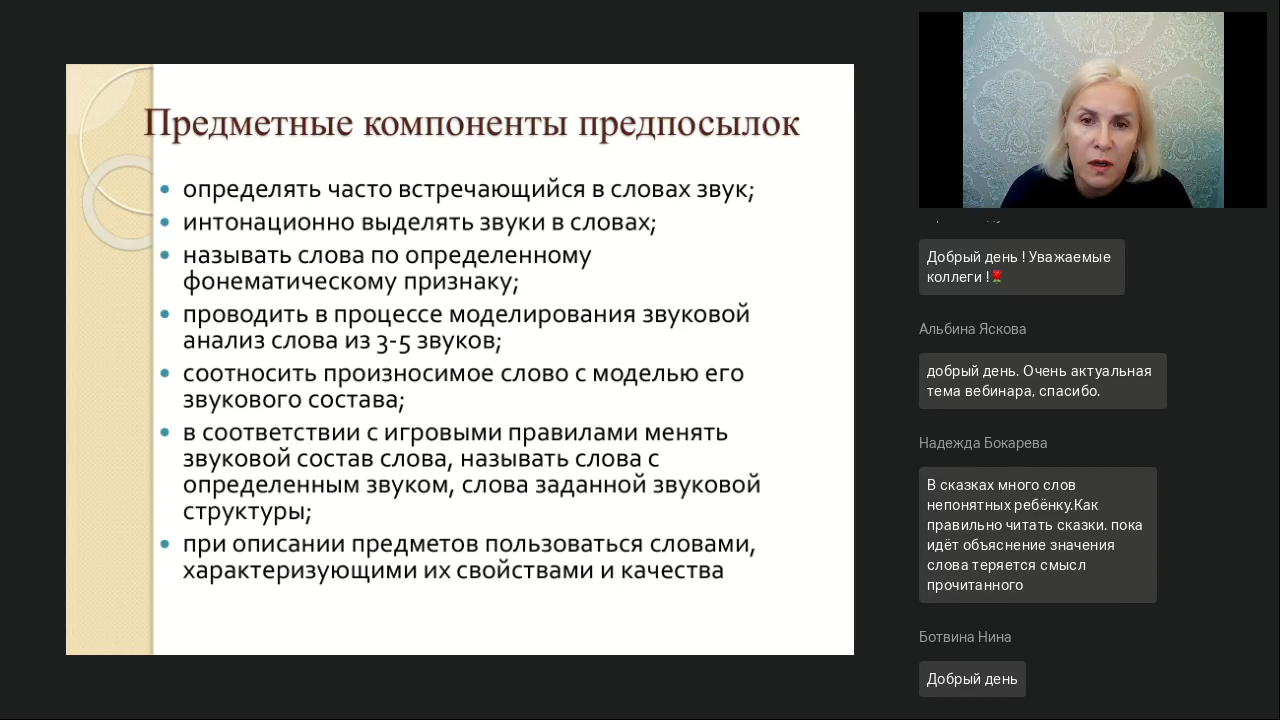 Предметные компоненты предпосылок
определять часто встречающийся в словах звук;
интонационно выделять звуки в словах;
называть слова по определенному
фонематическому признаку;
проводить в процессе моделирования звуковой
анализ слова из 3-5 звуков;
соотносить произносимое слово с моделью его
звукового состава;
в соответствии с игровыми правилами менять
звуковой состав слова, называть слова с
определенным звуком, слова заданной звуковой
структуры;
при описании предметов пользоваться словами,
характеризующими их свойствами и качества
Добрый день ! Уважаемые
коллеги !🌹
Альбина Яскова
добрый день. Очень актуальная
тема вебинара, спасибо.
Надежда Бокарева
В сказках много слов
непонятных ребёнку.Как
правильно читать сказки. пока
идёт объяснение значения
слова теряется смысл
прочитанного
Ботвина Нина
Добрый день